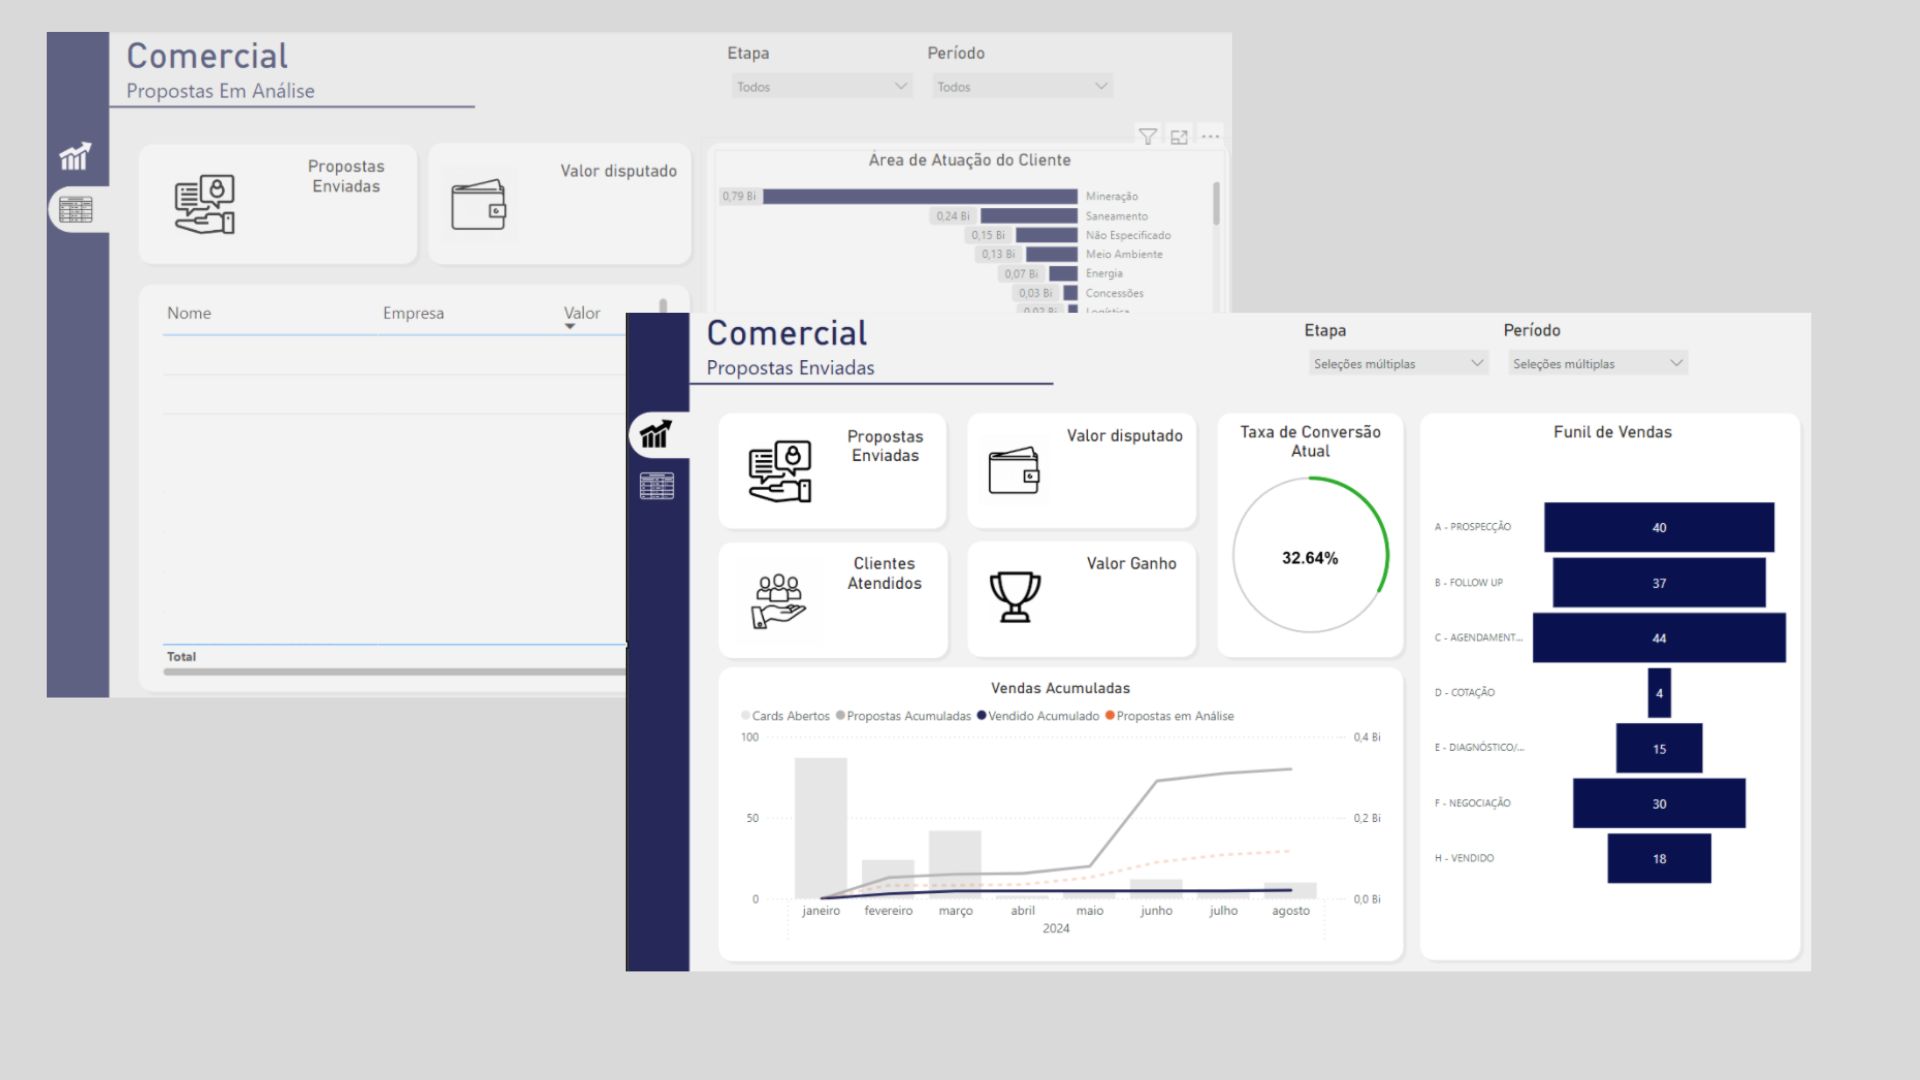 Comercial
Propostas Em Análise
Etapa
Todos
Período
Todos
Propostas
Enviadas
Valor disputado
Área de Atuação do Cliente
0,79 Bi
Mineração
0,24 Bi
Saneamento
0,15 Bi
Não Especificado
0,13 Bi
Meio Ambiente
0,07 Bi
Energia
0,03 Bi
Concessões
Nome
Empresa
Valor
Total
Comercial
Propostas Enviadas
Etapa
Seleções múltiplas
Período
Seleções múltiplas
Propostas
Enviadas
Valor disputado
Clientes
Atendidos
Valor Ganho
Taxa de Conversão
Atual
32.64%
Funil de Vendas
A - PROSPECÇÃO
40
B - FOLLOW UP
37
C - AGENDAMENT...
44
D - COTAÇÃO
4
E - DIAGNÓSTICO/...
15
F - NEGOCIAÇÃO
30
H - VENDIDO
18
Vendas Acumuladas
Cards Abertos Propostas Acumuladas Vendido Acumulado Propostas em Análise
100
50
0
0,4 Bi
0,2 Bi
0,0 Bi
janeiro fevereiro março abril maio junho julho agosto
2024